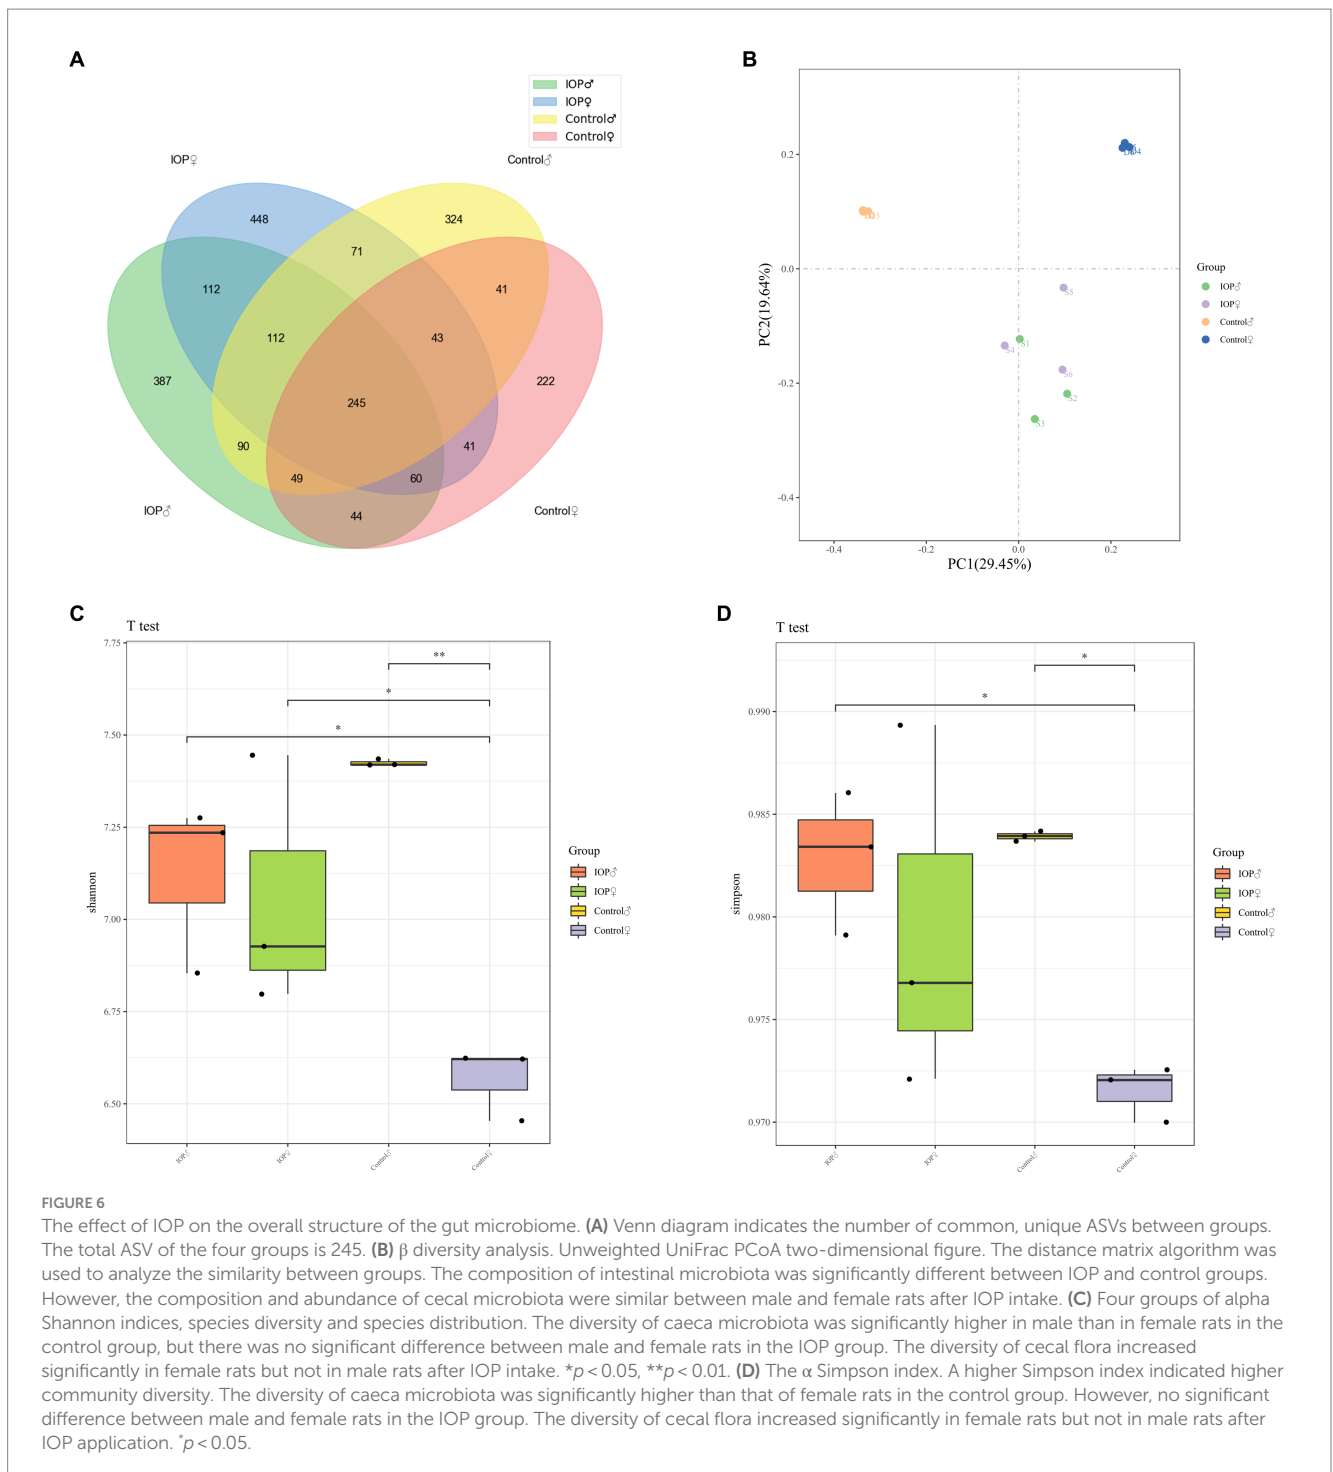 A
IOP♂
IOP♀
Control♂
Control♀
IOP♀
Control♂
448
324
71
112
41
112
43
387
222
245
90
41
49
60
44
IOP♂
Control♀
B
0.2
0.0
-0.2
-0.4
PC2(19.64%)
-0.4
-0.2
0.0
0.2
PC1(29.45%)
S5
S1
S4
S6
S2
S3
Group
IOP♂
IOP♀
Control♂
Control♀
C
T test
7.75
7.50
7.25
7.00
6.75
6.50
shannon
**
*
*
IOP♂
IOP♀
Control♂
Control♀
Group
IOP♂
IOP♀
Control♂
Control♀
D
T test
0.990
0.985
0.980
0.975
0.970
simpson
*
*
IOP♂
IOP♀
Control♂
Control♀
Group
IOP♂
IOP♀
Control♂
Control♀
FIGURE 6
The effect of IOP on the overall structure of the gut microbiome. (A) Venn diagram indicates the number of common, unique ASVs between groups.
The total ASV of the four groups is 245. (B) β diversity analysis. Unweighted UniFrac PCoA two-dimensional figure. The distance matrix algorithm was
used to analyze the similarity between groups. The composition of intestinal microbiota was significantly different between IOP and control groups.
However, the composition and abundance of cecal microbiota were similar between male and female rats after IOP intake. (C) Four groups of alpha
Shannon indices, species diversity and species distribution. The diversity of caeca microbiota was significantly higher in male than in female rats in the
control group, but there was no significant difference between male and female rats in the IOP group. The diversity of cecal flora increased
significantly in female rats but not in male rats after IOP intake. *p < 0.05, **p < 0.01. (D) The α Simpson index. A higher Simpson index indicated higher
community diversity. The diversity of caeca microbiota was significantly higher than that of female rats in the control group. However, no significant
difference between male and female rats in the IOP group. The diversity of cecal flora increased significantly in female rats but not in male rats after
IOP application. *p < 0.05.